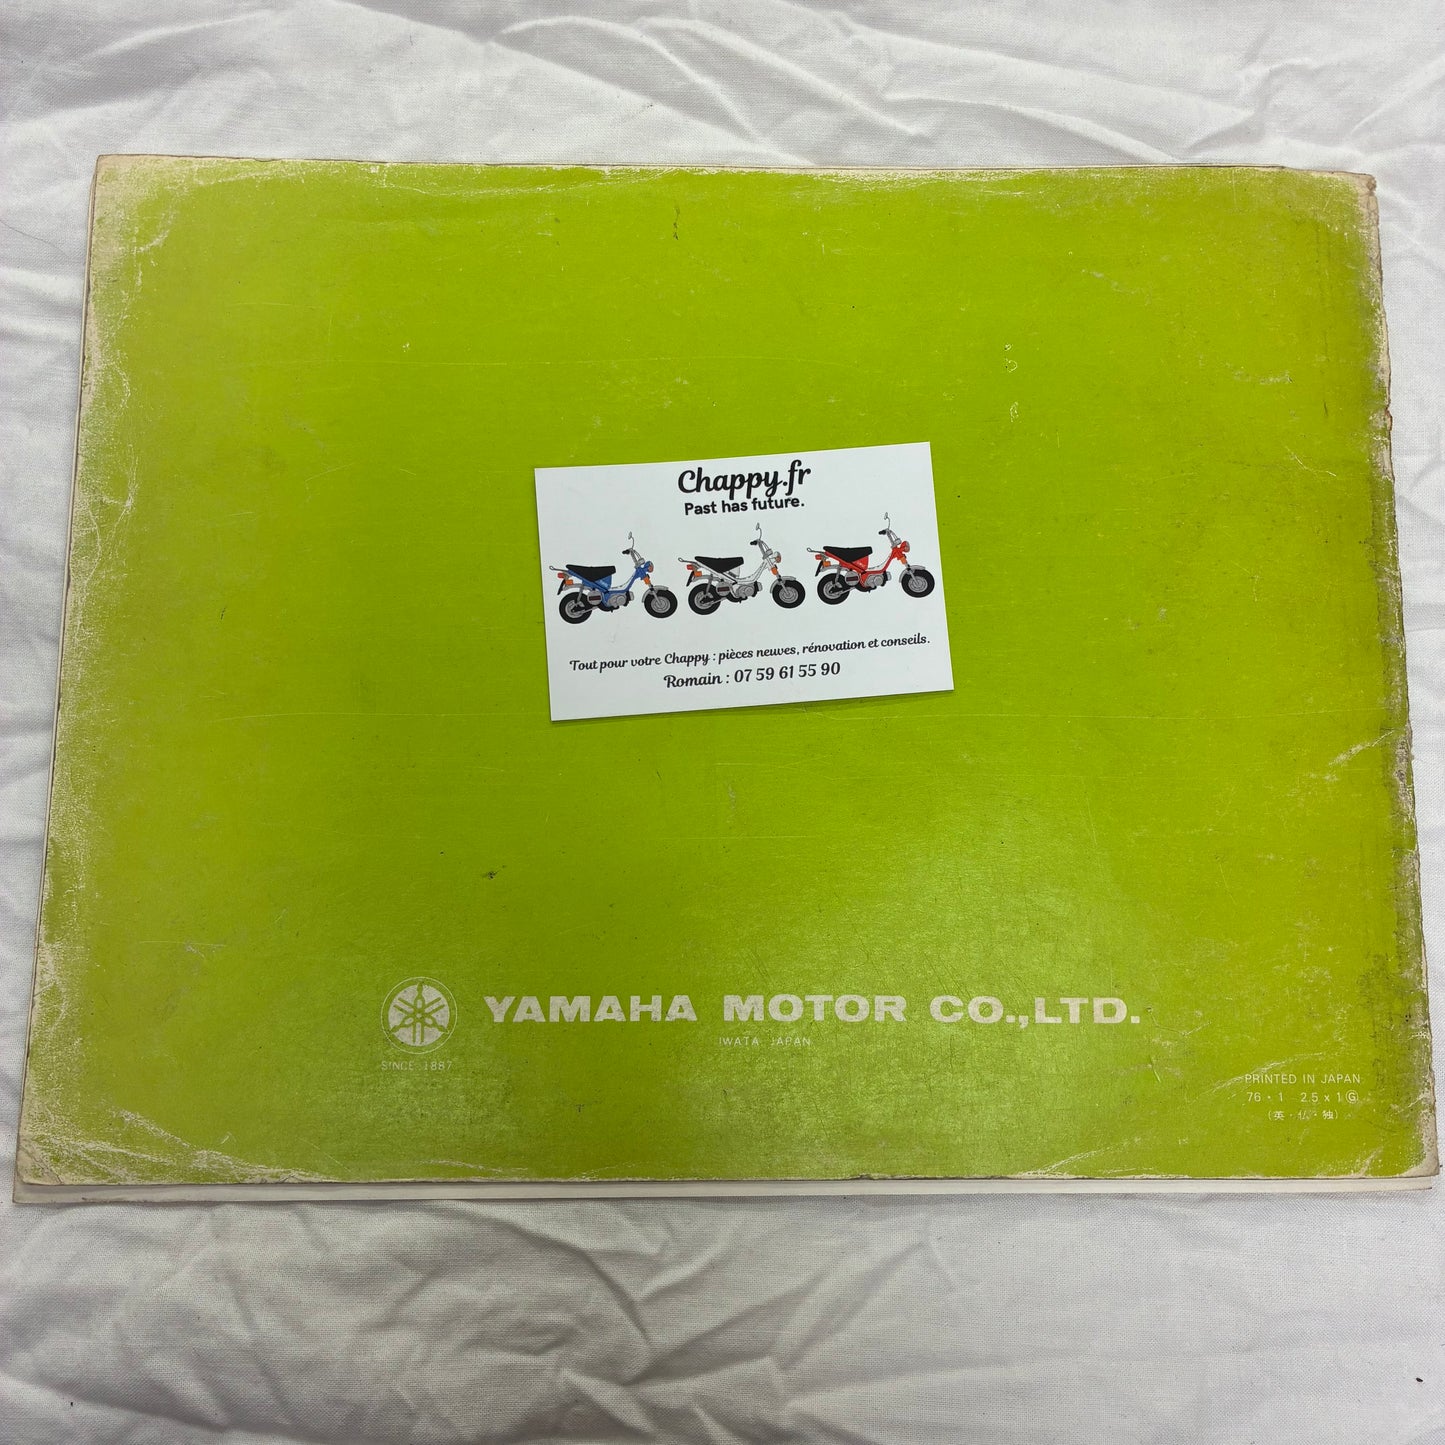 Chappy.fr
Past has future.
Tout pour votre Chappy : pièces neuves, rénovation et conseils.
Romain : 07 59 61 55 90
YAMAHA MOTOR CO.,LTD.
IWATA JAPAN
SINCE 1887
PRINTED IN JAPAN
76・1 2.5 x 1 Ⓖ
（英・仏・独）